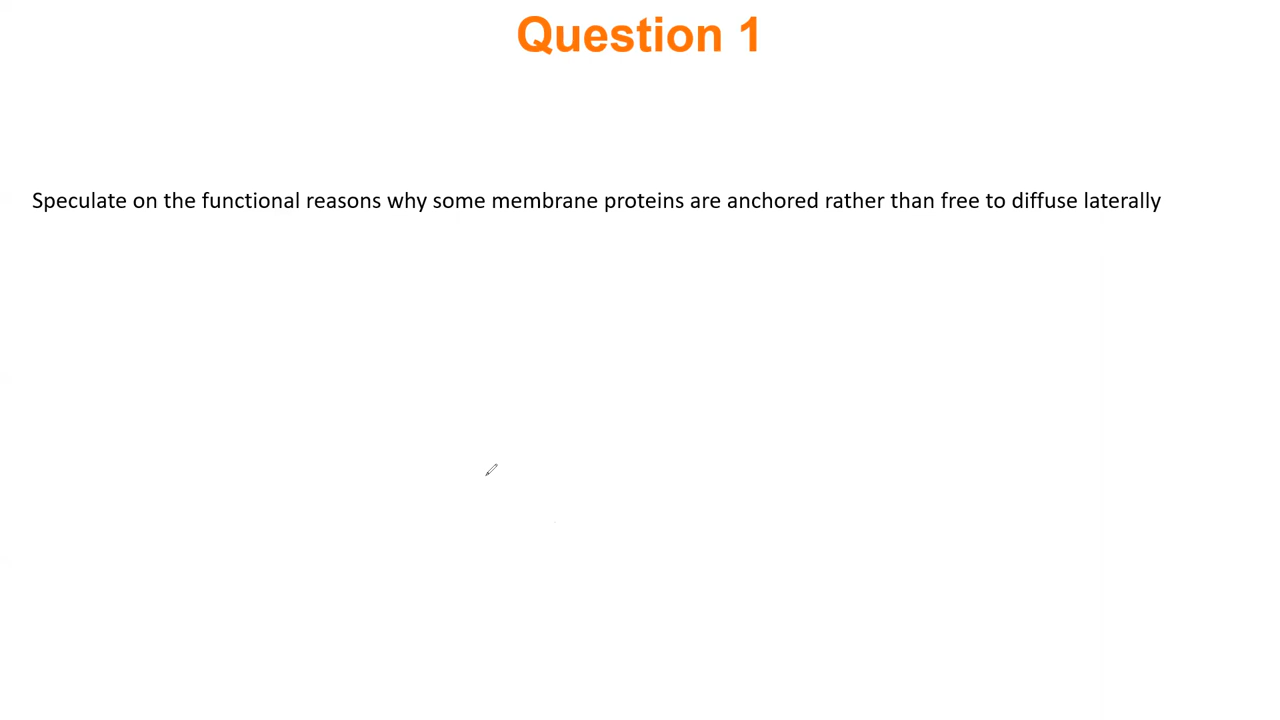 Question 1
Speculate on the functional reasons why some membrane proteins are anchored rather than free to diffuse laterally